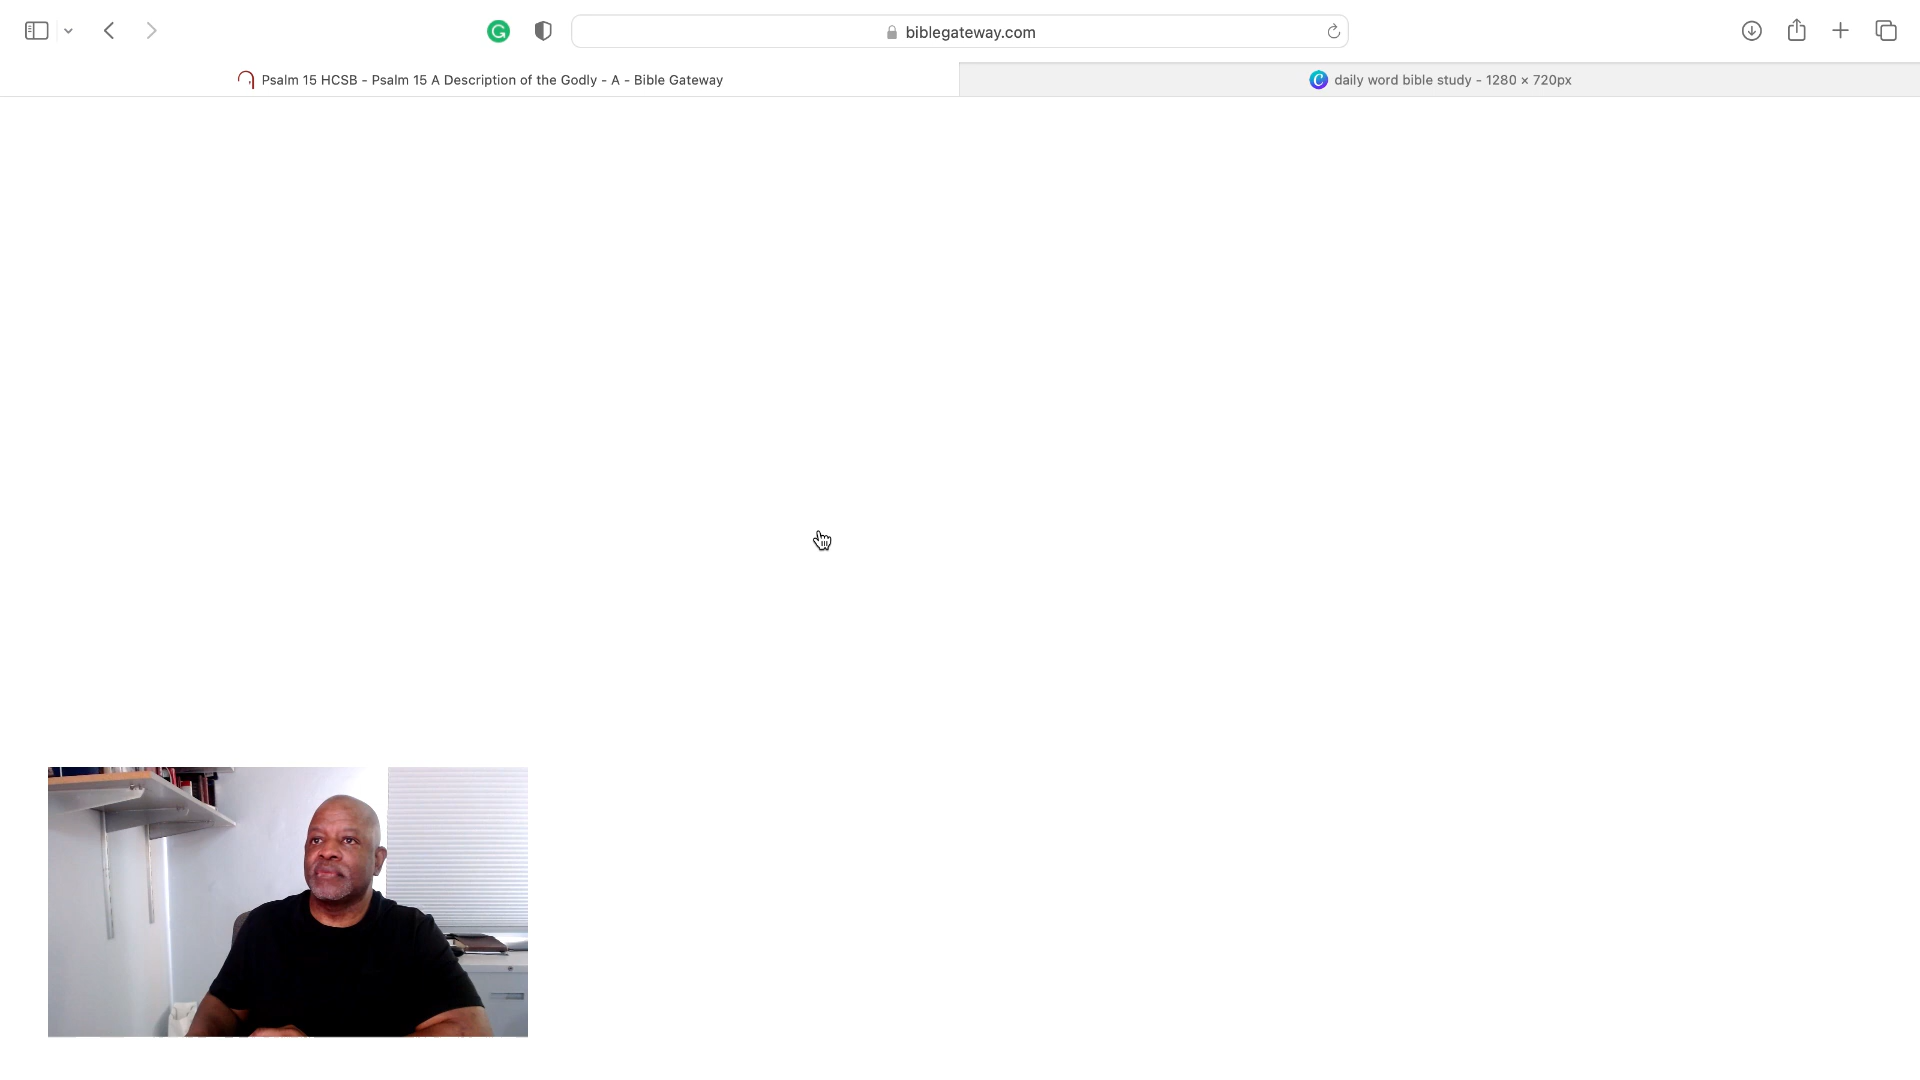 biblegateway.com
Psalm 15 HCSB - Psalm 15 A Description of the Godly - A - Bible Gateway
daily word bible study - 1280 × 720px